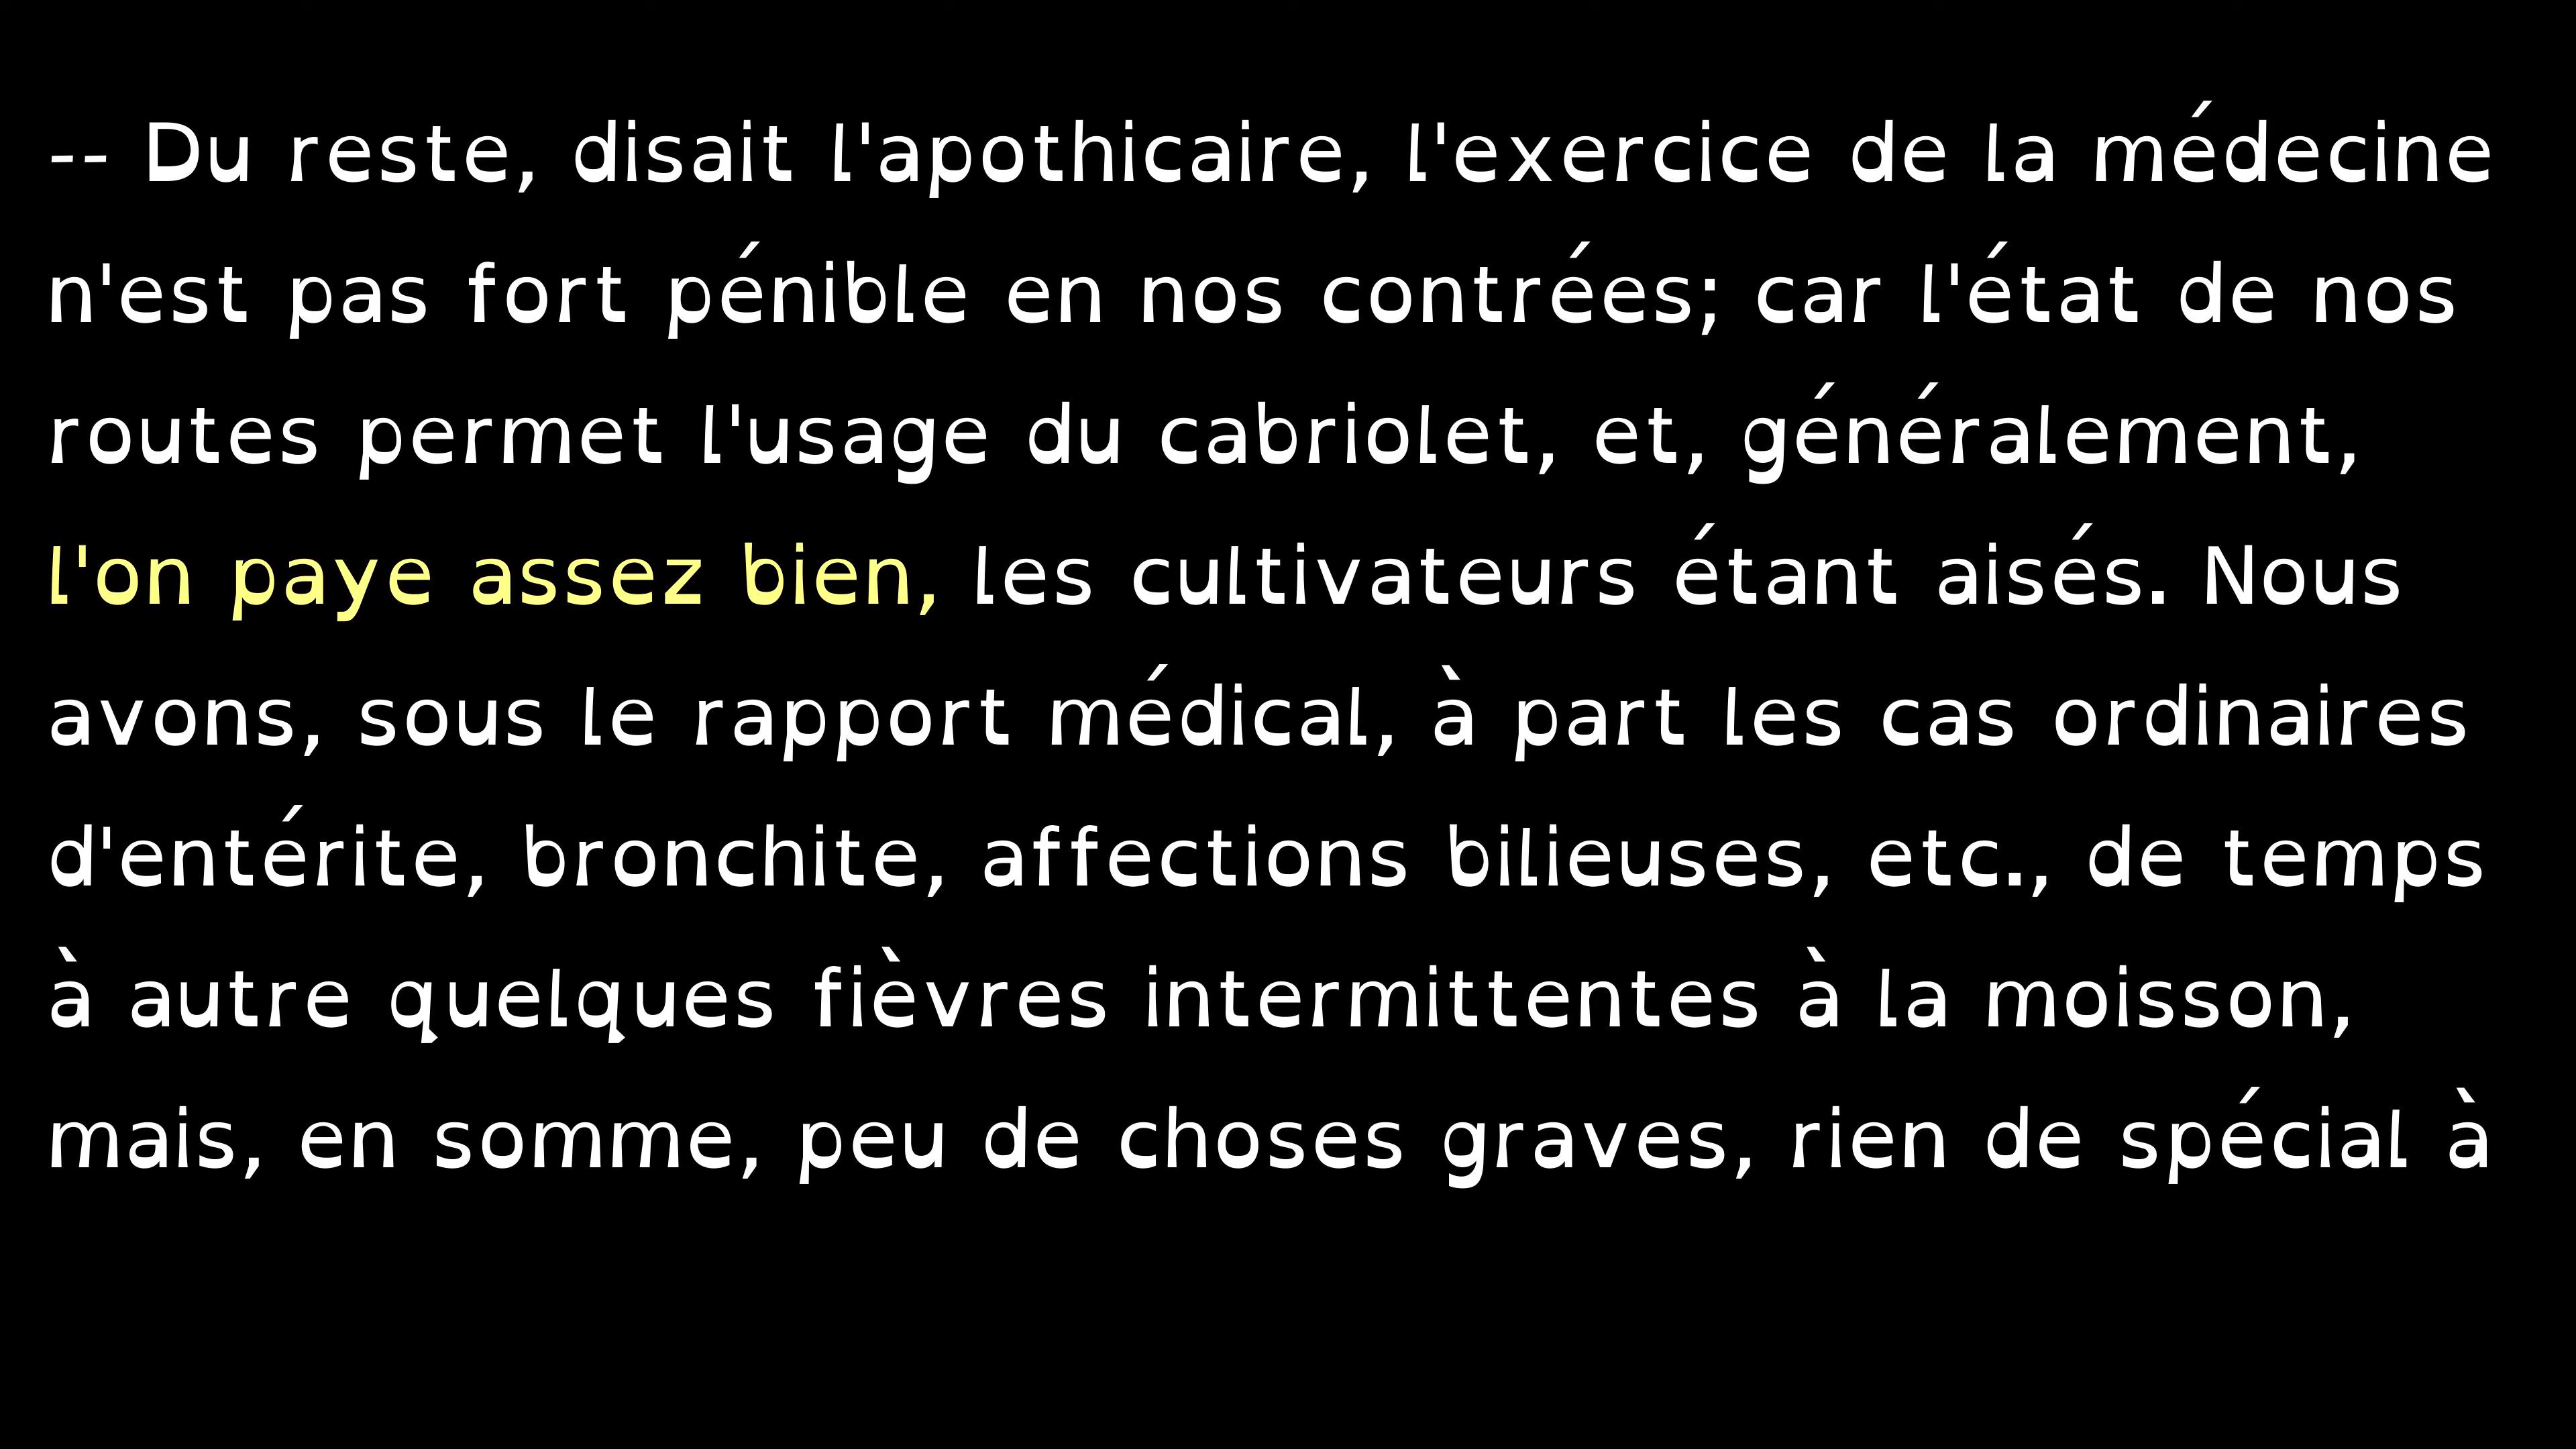 -- Du reste, disait l'apothicaire, l'exercice de la médecine
n'est pas fort pénible en nos contrées; car l'état de nos
routes permet l'usage du cabriolet, et, généralement,
l'on paye assez bien, les cultivateurs étant aisés. Nous
avons, sous le rapport médical, à part les cas ordinaires
d'entérite, bronchite, affections bilieuses, etc., de temps
à autre quelques fièvres intermittentes à la moisson,
mais, en somme, peu de choses graves, rien de spécial à